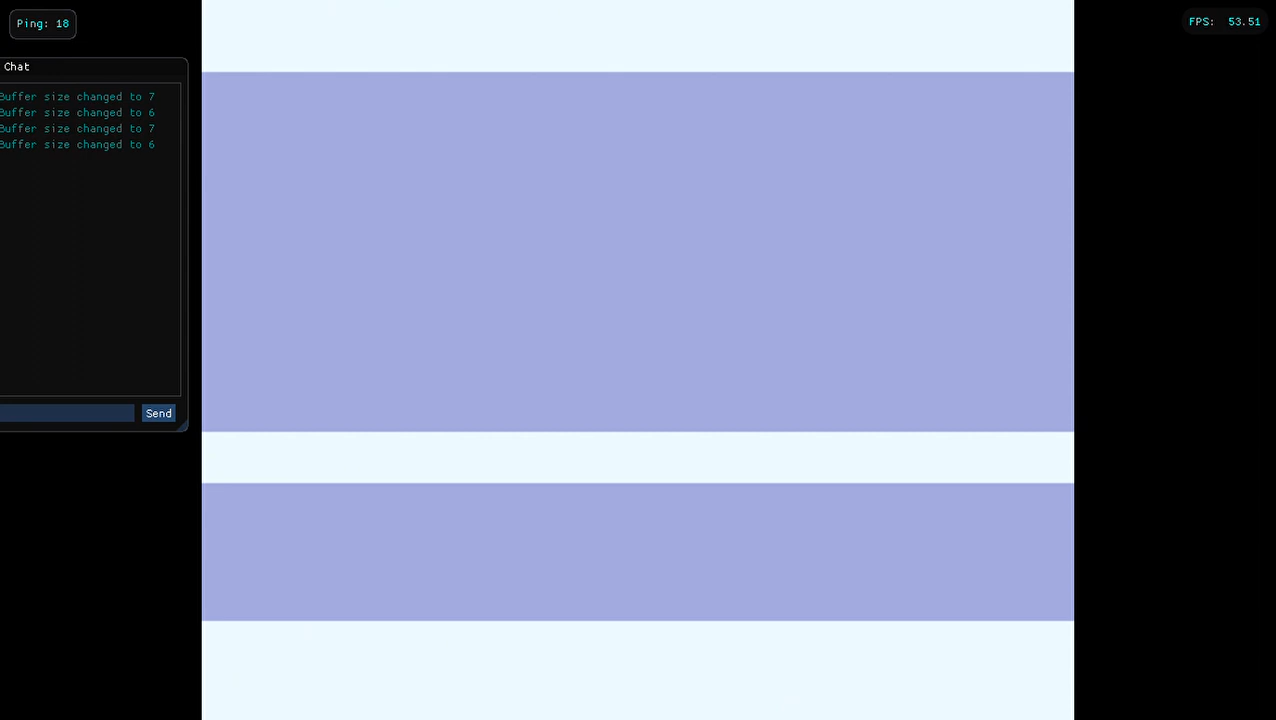 Ping: 18
FPS: 53.51
Chat
Buffer size changed to 7
Buffer size changed to 6
Buffer size changed to 7
Buffer size changed to 6
Send